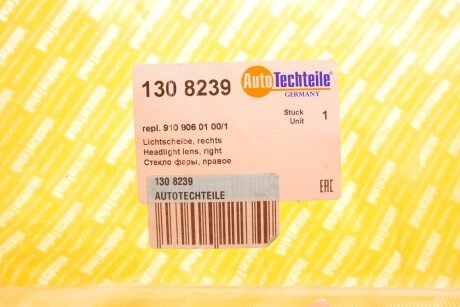 130 8239
AutoTechteile
GERMANY
repl. 910 906 01 00/1
Stück
Unit
1
Lichtscheibe, rechts
Headlight lens, right
Стекло фары, правое
EAC
130 8239
AUTOTECHTEILE